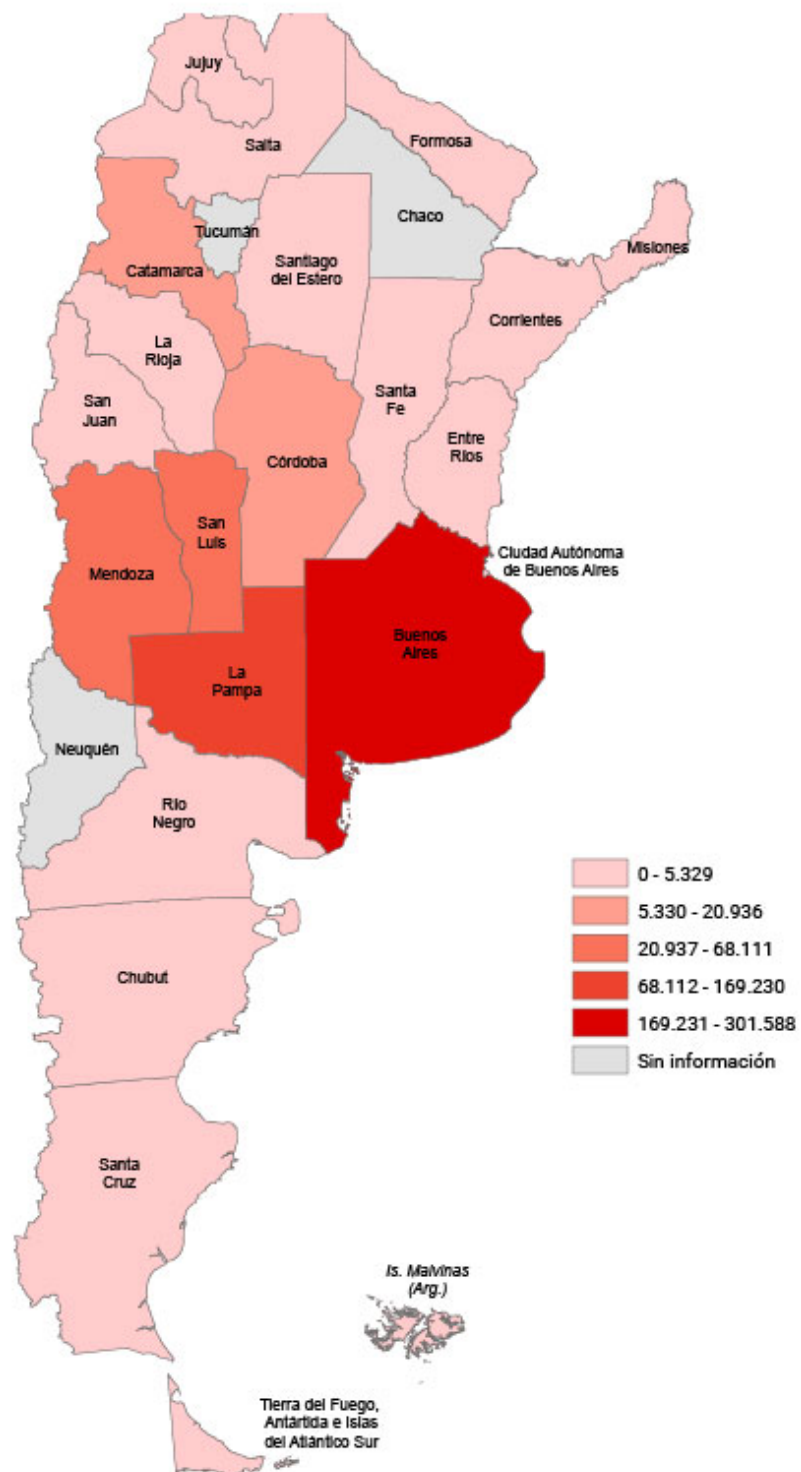 Jujuy
Salta
Formosa
Chaco
Tucumán
Misiones
Catamarca
Santiago
del Estero
Corrientes
La
Rioja
San
Juan
Santa
Fe
Entre
Ríos
Córdoba
San
Luis
Mendoza
Ciudad Autónoma
de Buenos Aires
Buenos
Aires
La
Pampa
Neuquén
Río
Negro
0 - 5.329
5.330 - 20.936
20.937 - 68.111
68.112 - 169.230
169.231 - 301.588
Sin información
Chubut
Santa
Cruz
Is. Malvinas
(Arg.)
Tierra del Fuego,
Antártida e Islas
del Atlántico Sur